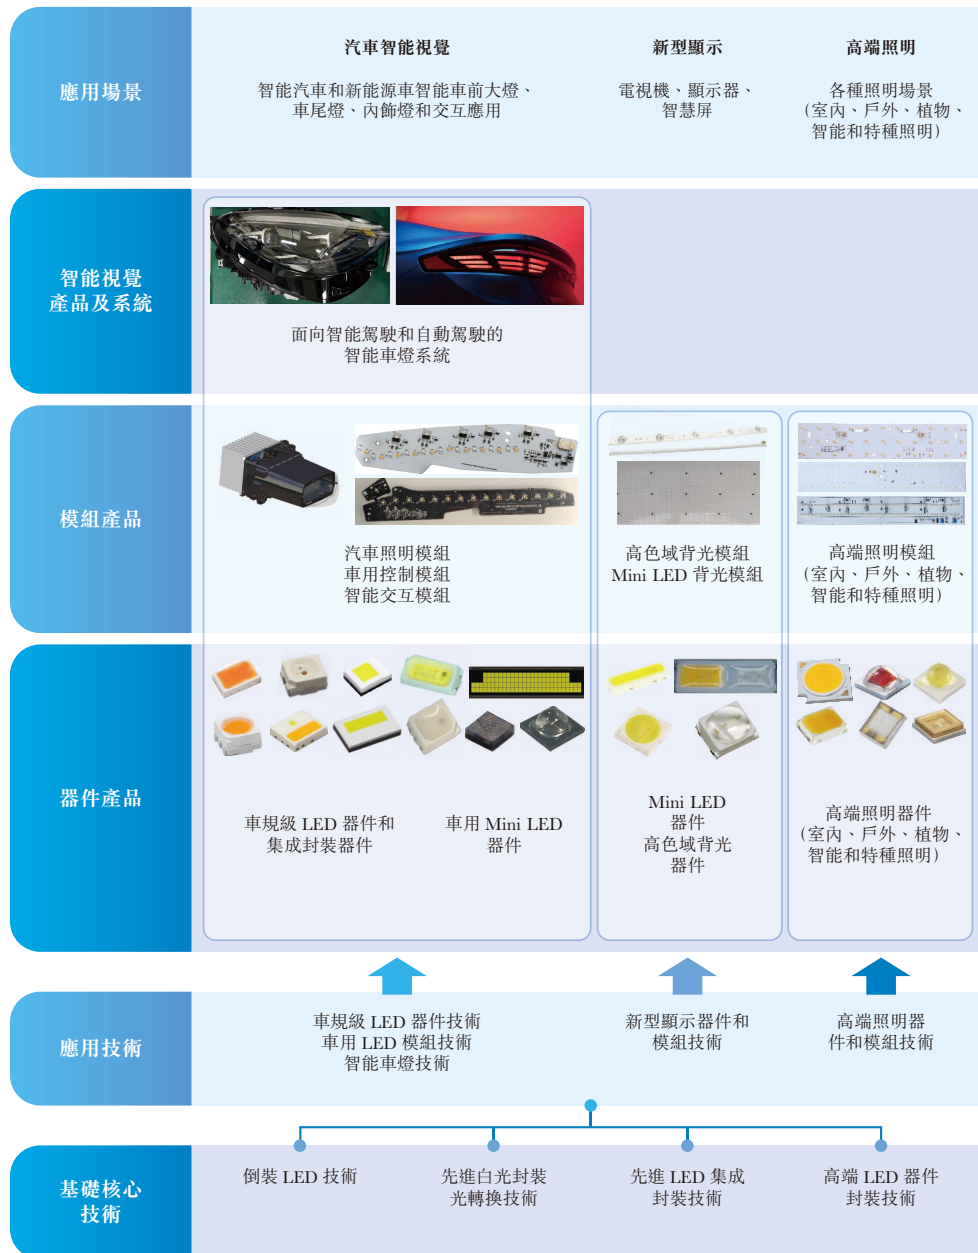 應用場景
汽車智能視覺
智能汽車和新能源車智能車前大燈、
車尾燈、內飾燈和交互應用
新型顯示
電視機、顯示器、
智慧屏
高端照明
各種照明場景
(室內、戶外、植物、
智能和特種照明)
智能視覺
產品及系統
面向智能駕駛和自動駕駛的
智能車燈系統
模組產品
汽車照明模組
車用控制模組
智能交互模組
高色域背光模組
Mini LED 背光模組
高端照明模組
(室內、戶外、植物、
智能和特種照明)
器件產品
車規級 LED 器件和
集成封裝器件
車用 Mini LED
器件
Mini LED
器件
高色域背光
器件
高端照明器件
(室內、戶外、植物、
智能和特種照明)
應用技術
車規級 LED 器件技術
車用 LED 模組技術
智能車燈技術
新型顯示器件和
模組技術
高端照明器
件和模組技術
基礎核心
技術
倒裝 LED 技術
先進白光封裝
光轉換技術
先進 LED 集成
封裝技術
高端 LED 器件
封裝技術